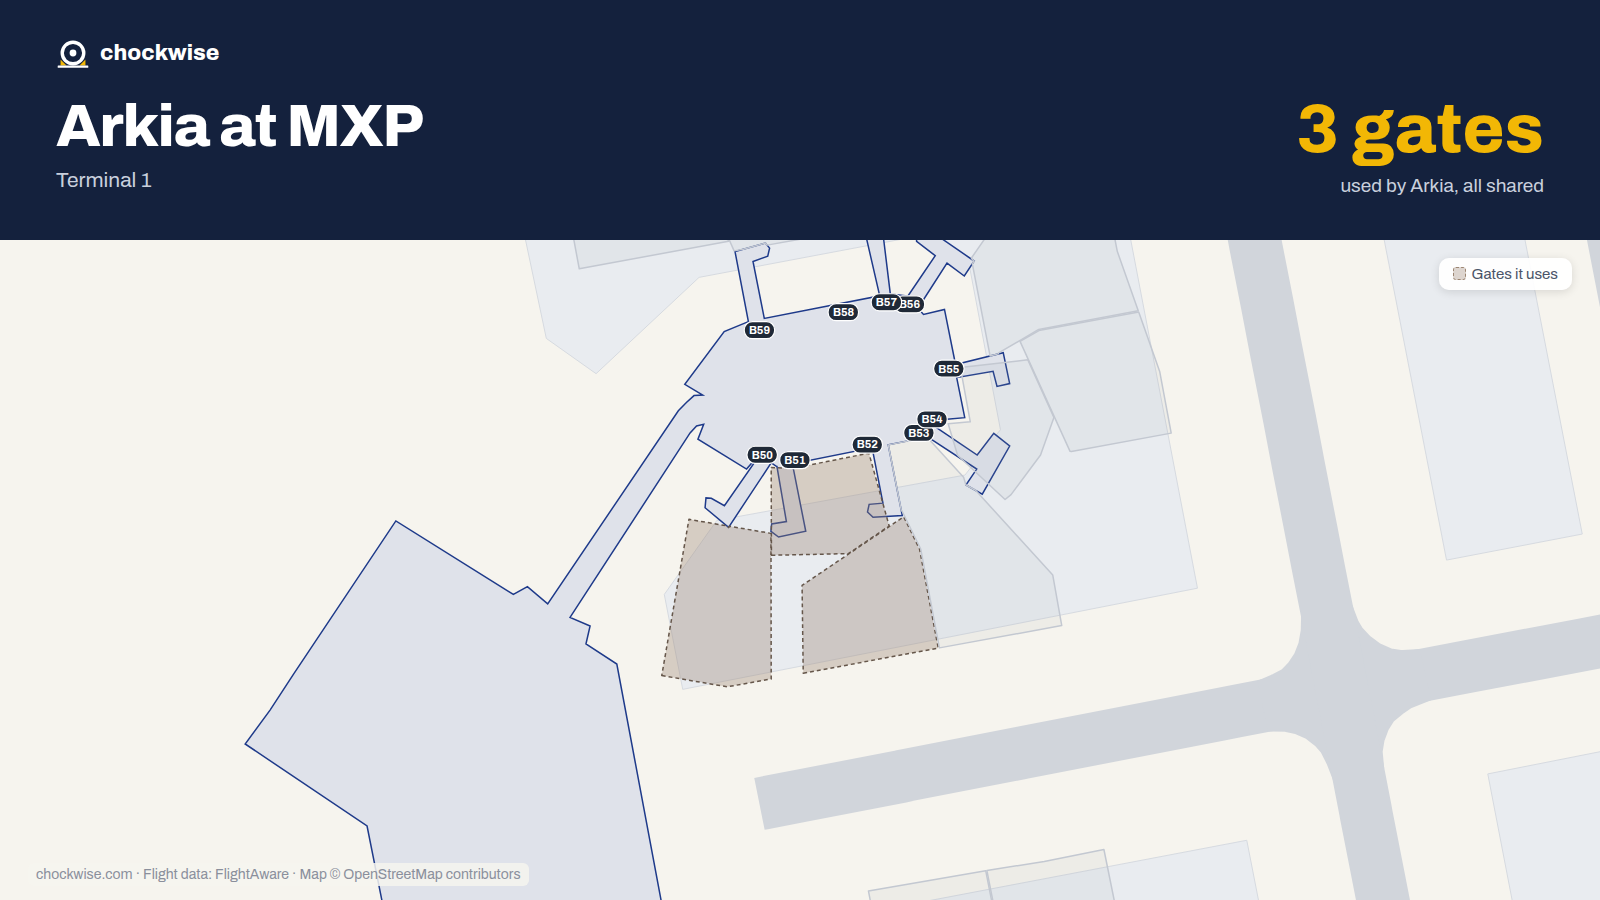 chockwise
Arkia at MXP
Terminal 1
3 gates
used by Arkia, all shared
Gates it uses
B57
B56
B58
B59
B55
B54
B53
B52
B50
B51
chockwise.com · Flight data: FlightAware · Map © OpenStreetMap contributors